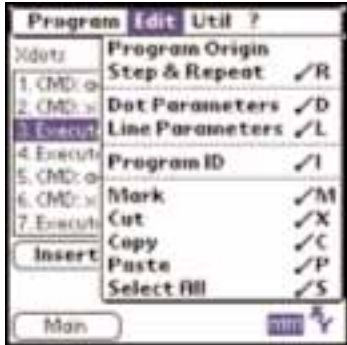 Program Edit Util ?
Xdotz
Program Origin
Step & Repeat ✓R
1. CMD:
2. CMD:
Dot Parameters ✓D
3. Execut
Line Parameters ✓L
4. Execut
Program ID ✓I
5. CMD:
6. CMD:
Mark ✓M
7. Execut
Cut ✓X
Copy ✓C
Insert
Paste ✓P
Select All ✓S
Main
mm